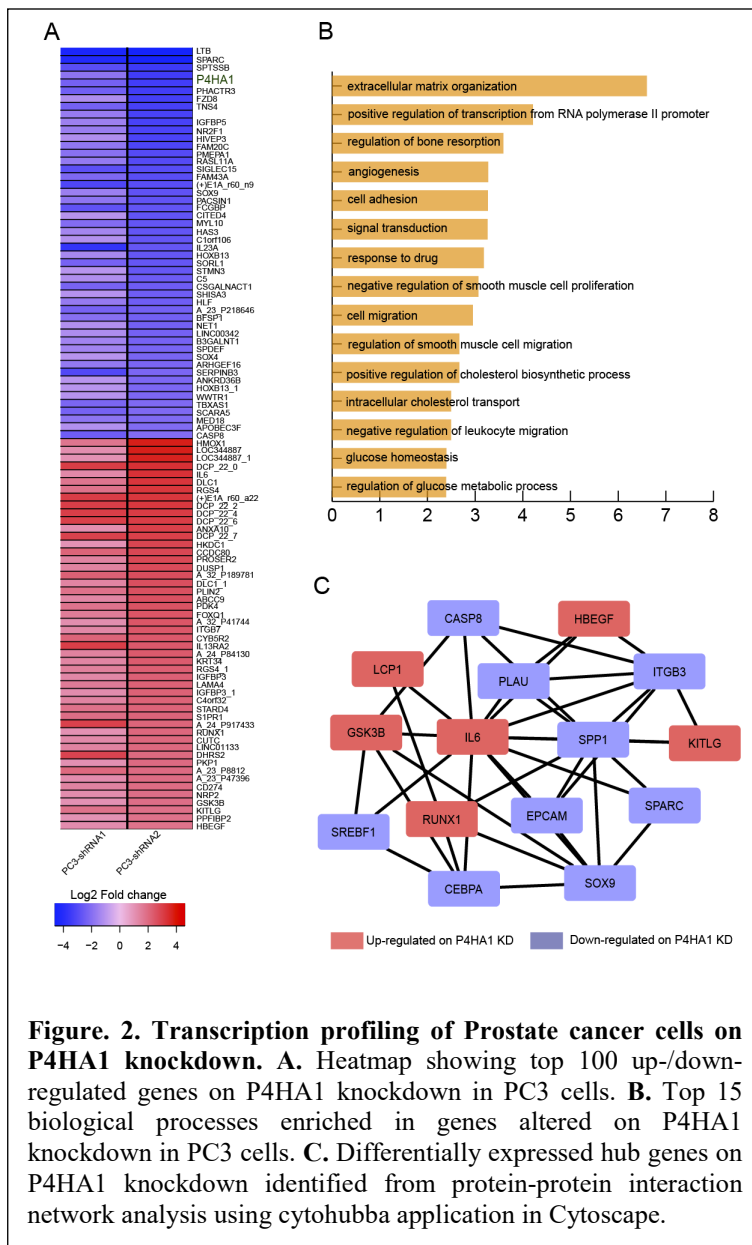 A
LTB
SPARC
SPTSSB
P4HA1
PHACTR3
FZD8
TNS4
IGFBP5
NR2F1
HIVEP3
FAM20C
PMEPA1
RASL11A
SIGLEC15
FAM43A
(+)E1A_r60_n9
SOX9
PACSIN1
FCGBP
CITED4
MYL10
HAS3
C1orf106
IL23A
HOXB13
SORL1
STMN3
C5
CSGALNACT1
SHISA3
HLF
A_23_P218646
BFSP1
NET1
LINC00342
B3GALNT1
SPDEF
SOX4
ARHGEF16
SERPINB3
ANKRD36B
HOXB13_1
WWTR1
TBXAS1
SCARA5
MED18
APOBEC3F
CASP8
HMOX1
LOC344887
LOC344887_1
DCP_22_0
IL6
DLC1
RGS4
(+)E1A_r60_a22
DCP_22_2
DCP_22_4
DCP_22_6
ANXA10
DCP_22_7
HKDC1
CCDC80
PROSER2
DUSP1
A_32_P189781
DLC1_1
PLIN2
ABCC9
PDK4
FOXQ1
A_32_P41744
ITGB7
CYB5R2
IL13RA2
A_24_P84130
KRT34
RGS4_1
IGFBP3
LAMA4
IGFBP3_1
C4orf32
STARD4
S1PR1
A_24_P917433
RUNX1
CUTC
LINC01133
DHRS2
PKP1
A_23_P8812
A_23_P47396
CD274
NRP2
GSK3B
KITLG
PPFIBP2
HBEGF
PC3-shRNA1 PC3-shRNA2
Log2 Fold change
−4 −2 0 2 4
B
extracellular matrix organization
positive regulation of transcription from RNA polymerase II promoter
regulation of bone resorption
angiogenesis
cell adhesion
signal transduction
response to drug
negative regulation of smooth muscle cell proliferation
cell migration
regulation of smooth muscle cell migration
positive regulation of cholesterol biosynthetic process
intracellular cholesterol transport
negative regulation of leukocyte migration
glucose homeostasis
regulation of glucose metabolic process
0 1 2 3 4 5 6 7 8
C
CASP8 HBEGF
LCP1 PLAU ITGB3
GSK3B IL6 SPP1 KITLG
SREBF1 RUNX1 EPCAM SPARC
CEBPA SOX9
Up-regulated on P4HA1 KD Down-regulated on P4HA1 KD
Figure. 2. Transcription profiling of Prostate cancer cells on
P4HA1 knockdown. A. Heatmap showing top 100 up-/down-
regulated genes on P4HA1 knockdown in PC3 cells. B. Top 15
biological processes enriched in genes altered on P4HA1
knockdown in PC3 cells. C. Differentially expressed hub genes on
P4HA1 knockdown identified from protein-protein interaction
network analysis using cytohubba application in Cytoscape.